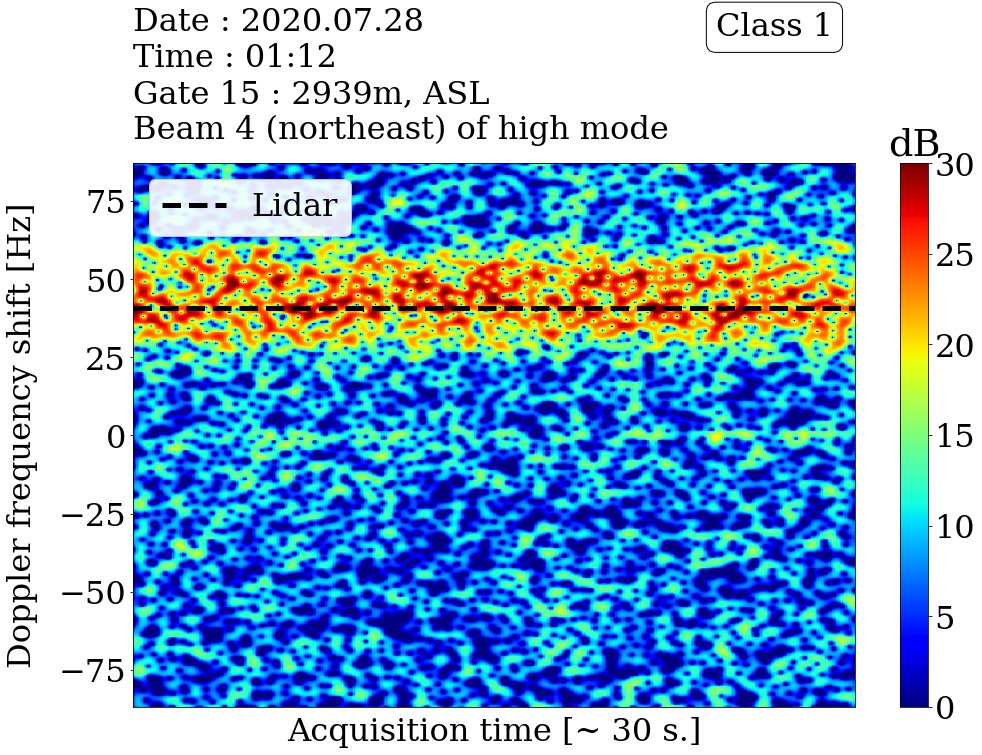 Date : 2020.07.28
Time : 01:12
Gate 15 : 2939m, ASL
Beam 4 (northeast) of high mode
Class 1
dB
Lidar
Doppler frequency shift [Hz]
75
50
25
0
−25
−50
−75
30
25
20
15
10
5
0
Acquisition time [~ 30 s.]